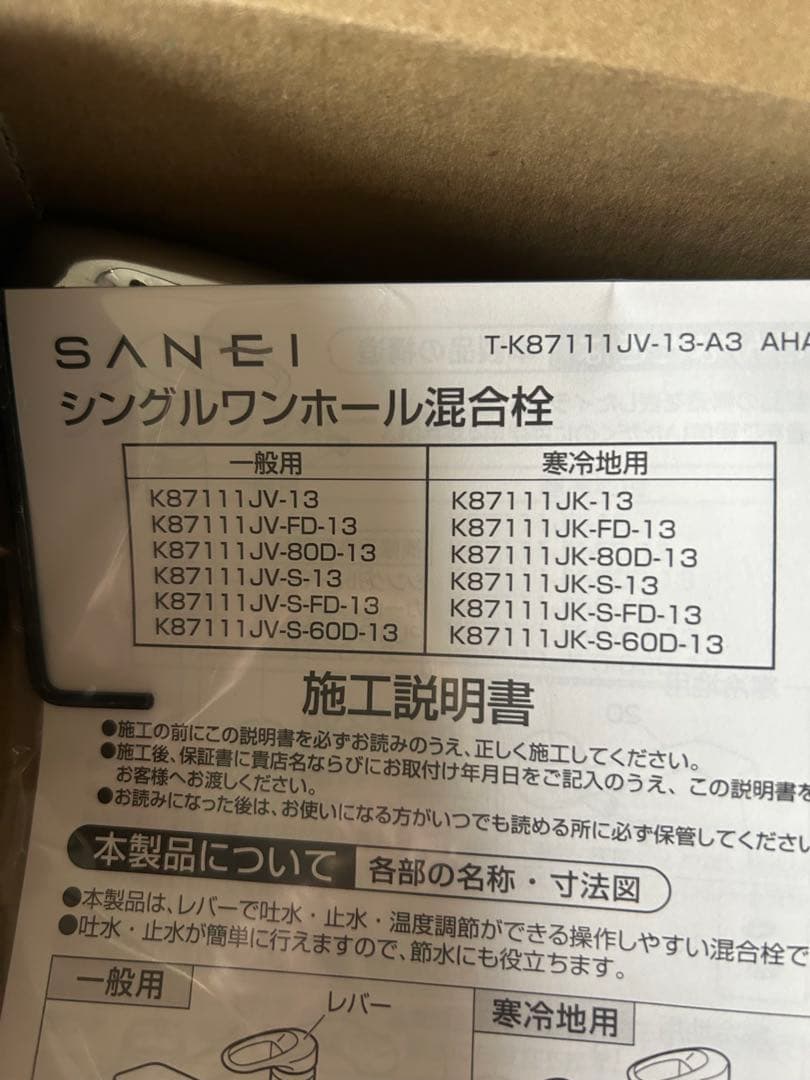 SANEI
T-K87111JV-13-A3 AHA
シングルワンホール混合栓
一般用 寒冷地用
K87111JV-13 K87111JK-13
K87111JV-FD-13 K87111JK-FD-13
K87111JV-80D-13 K87111JK-80D-13
K87111JV-S-13 K87111JK-S-13
K87111JV-S-FD-13 K87111JK-S-FD-13
K87111JV-S-60D-13 K87111JK-S-60D-13
施工説明書
●施工の前にこの説明書を必ずお読みのうえ、正しく施工してください。
●施工後、保証書に貴店名ならびにお取付け年月日をご記入のうえ、この説明書を
お客様へお渡しください。
●お読みになった後は、お使いになる方がいつでも読める所に必ず保管してくださ
本製品について 各部の名称・寸法図
●本製品は、レバーで吐水・止水・温度調節ができる操作しやすい混合栓で
●吐水・止水が簡単に行えますので、節水にも役立ちます。
一般用
レバー
寒冷地用